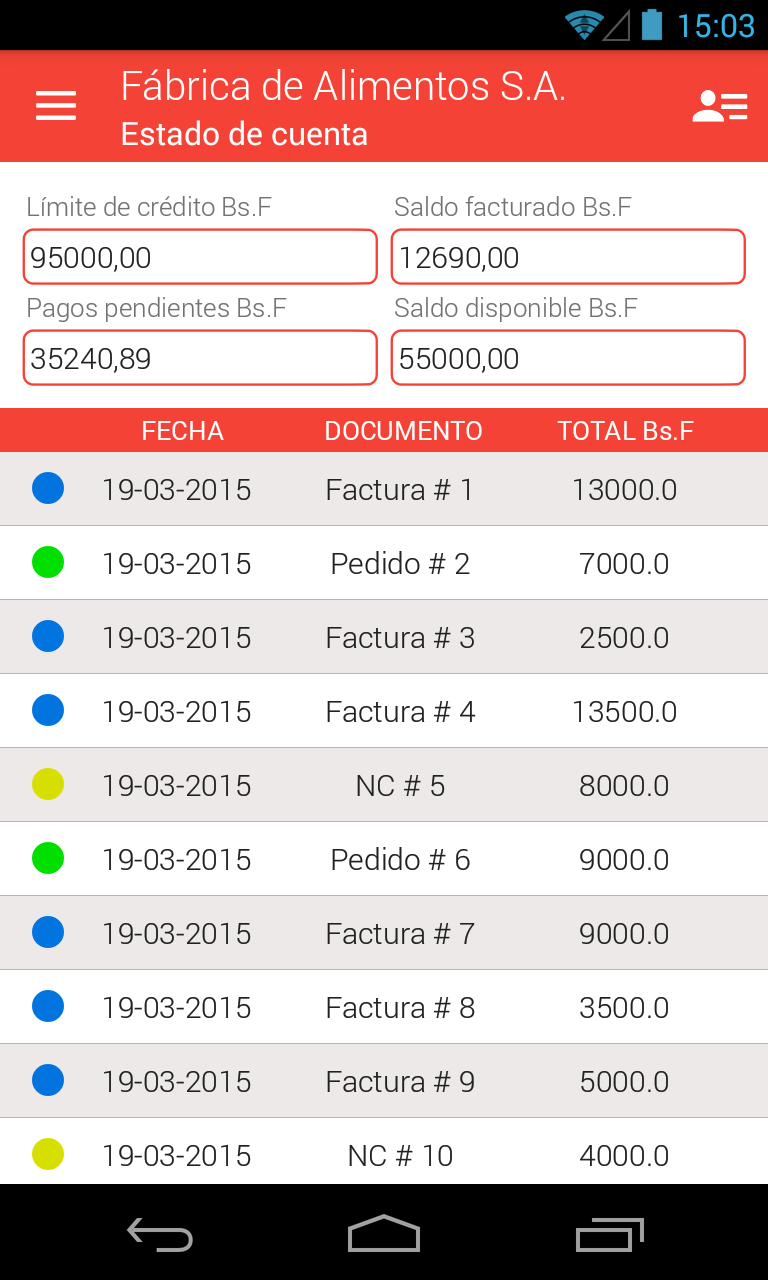 15:03
Fábrica de Alimentos S.A.
Estado de cuenta
Límite de crédito Bs.F Saldo facturado Bs.F
95000,00 12690,00
Pagos pendientes Bs.F Saldo disponible Bs.F
35240,89 55000,00
FECHA DOCUMENTO TOTAL Bs.F
19-03-2015 Factura # 1 13000.0
19-03-2015 Pedido # 2 7000.0
19-03-2015 Factura # 3 2500.0
19-03-2015 Factura # 4 13500.0
19-03-2015 NC # 5 8000.0
19-03-2015 Pedido # 6 9000.0
19-03-2015 Factura # 7 9000.0
19-03-2015 Factura # 8 3500.0
19-03-2015 Factura # 9 5000.0
19-03-2015 NC # 10 4000.0